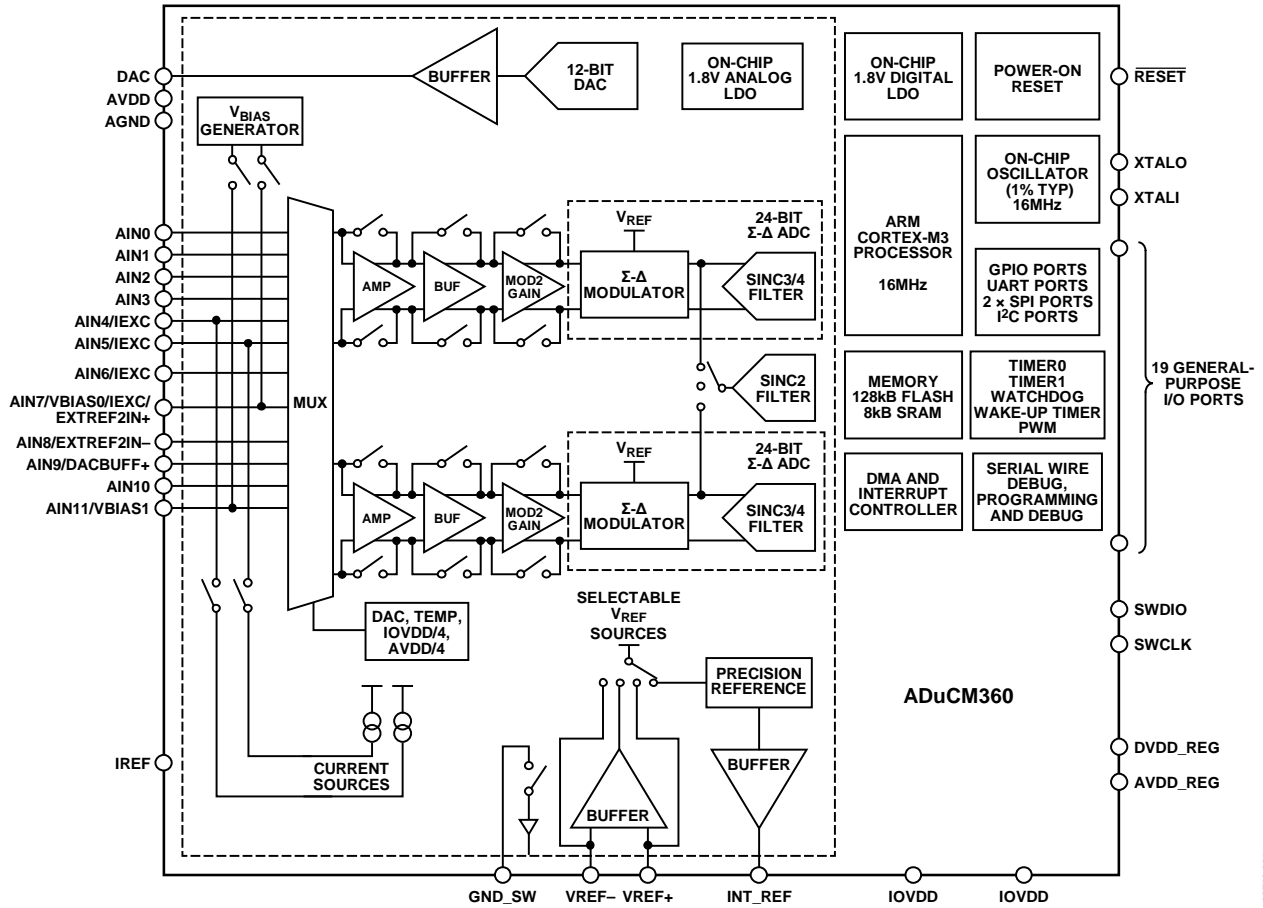 DAC
AVDD
AGND
VBIAS
GENERATOR
BUFFER
12-BIT
DAC
ON-CHIP
1.8V ANALOG
LDO
ON-CHIP
1.8V DIGITAL
LDO
POWER-ON
RESET
RESET
XTALO
XTALI
ON-CHIP
OSCILLATOR
(1% TYP)
16MHz
ARM
CORTEX-M3
PROCESSOR
16MHz
GPIO PORTS
UART PORTS
2 × SPI PORTS
I2C PORTS
MEMORY
128kB FLASH
8kB SRAM
TIMER0
TIMER1
WATCHDOG
WAKE-UP TIMER
PWM
DMA AND
INTERRUPT
CONTROLLER
SERIAL WIRE
DEBUG,
PROGRAMMING
AND DEBUG
19 GENERAL-
PURPOSE
I/O PORTS
AIN0
AIN1
AIN2
AIN3
AIN4/IEXC
AIN5/IEXC
AIN6/IEXC
AIN7/VBIAS0/IEXC/
EXTREF2IN+
AIN8/EXTREF2IN–
AIN9/DACBUFF+
AIN10
AIN11/VBIAS1
MUX
AMP
BUF
MOD2
GAIN
VREF
24-BIT
Σ-Δ ADC
Σ-Δ
MODULATOR
SINC3/4
FILTER
SINC2
FILTER
AMP
BUF
MOD2
GAIN
VREF
24-BIT
Σ-Δ ADC
Σ-Δ
MODULATOR
SINC3/4
FILTER
DAC, TEMP,
IOVDD/4,
AVDD/4
SELECTABLE
VREF
SOURCES
PRECISION
REFERENCE
BUFFER
BUFFER
CURRENT
SOURCES
IREF
ADuCM360
SWDIO
SWCLK
DVDD_REG
AVDD_REG
GND_SW
VREF–
VREF+
INT_REF
IOVDD
IOVDD